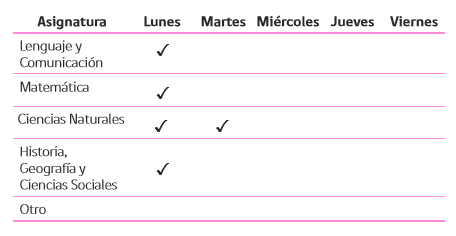 Asignatura Lunes Martes Miércoles Jueves Viernes
Lenguaje y
Comunicación ✓
Matemática ✓
Ciencias Naturales ✓ ✓
Historia,
Geografía y ✓
Ciencias Sociales
Otro